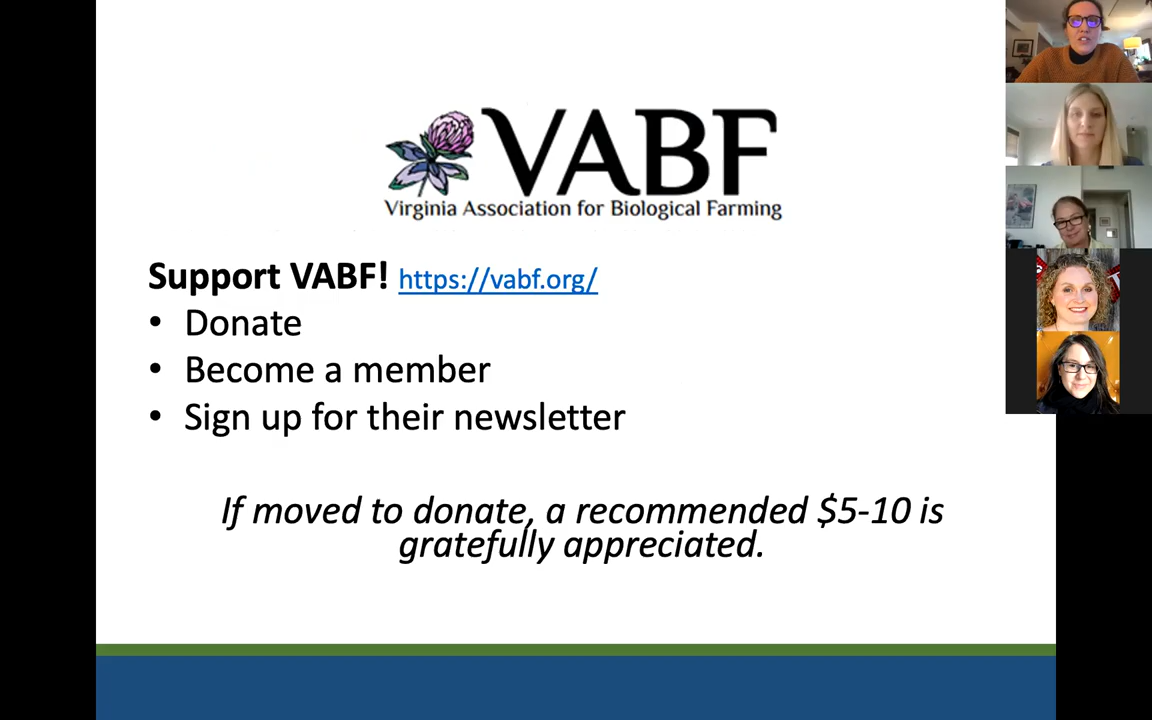 VABF
Virginia Association for Biological Farming
Support VABF! https://vabf.org/
• Donate
• Become a member
• Sign up for their newsletter
If moved to donate, a recommended $5-10 is
gratefully appreciated.